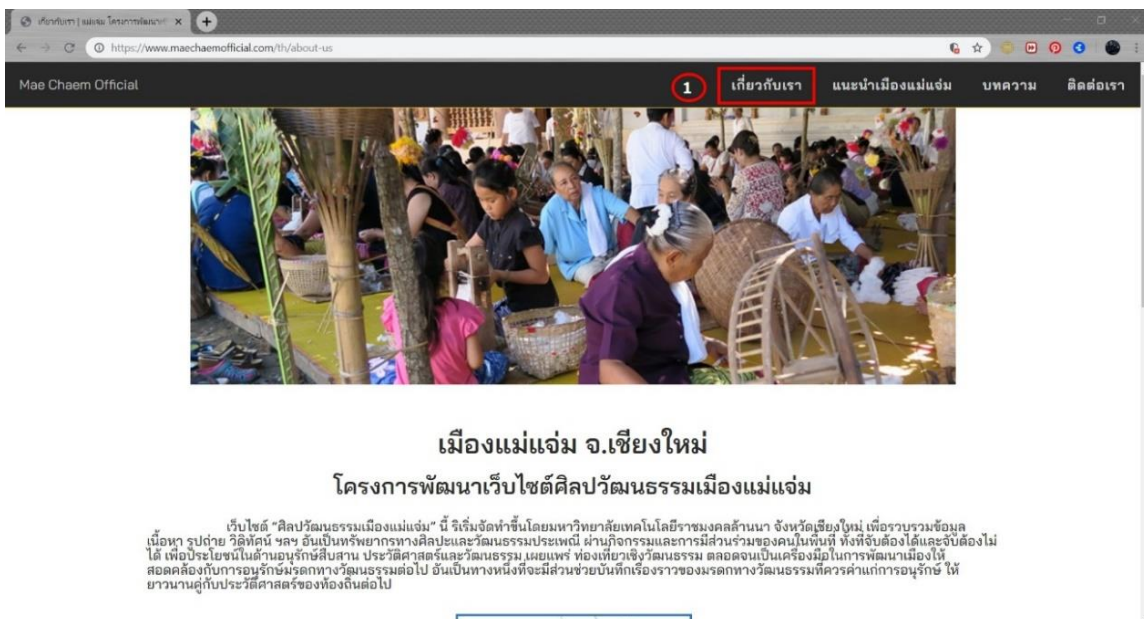 เกี่ยวกับเรา | แม่แจ่ม โครงการพัฒนา
https://www.maechaemofficial.com/th/about-us
Mae Chaem Official
1 เกี่ยวกับเรา แนะนำเมืองแม่แจ่ม บทความ ติดต่อเรา
เมืองแม่แจ่ม จ.เชียงใหม่
โครงการพัฒนาเว็บไซต์ศิลปวัฒนธรรมเมืองแม่แจ่ม
เว็บไซต์ “ศิลปวัฒนธรรมเมืองแม่แจ่ม” นี้ ริเริ่มจัดทำขึ้นโดยมหาวิทยาลัยเทคโนโลยีราชมงคลล้านนา จังหวัดเชียงใหม่ เพื่อรวบรวมข้อมูล
เนื้อหา รูปถ่าย วิดิทัศน์ ฯลฯ อันเป็นทรัพยากรทางศิลปะและวัฒนธรรมประเพณี ผ่านกิจกรรมและการมีส่วนร่วมของคนในพื้นที่ ทั้งที่จับต้องได้และจับต้องไม่
ได้ เพื่อประโยชน์ในด้านอนุรักษ์สืบสาน ประวัติศาสตร์และวัฒนธรรม เผยแพร่ ท่องเที่ยวเชิงวัฒนธรรม ตลอดจนเป็นเครื่องมือในการพัฒนาเมืองให้
สอดคล้องกับการอนุรักษ์มรดกทางวัฒนธรรมต่อไป อันเป็นทางหนึ่งที่จะมีส่วนช่วยบันทึกเรื่องราวของมรดกทางวัฒนธรรมที่ควรค่าแก่การอนุรักษ์ ให้
ยาวนานคู่กับประวัติศาสตร์ของท้องถิ่นต่อไป